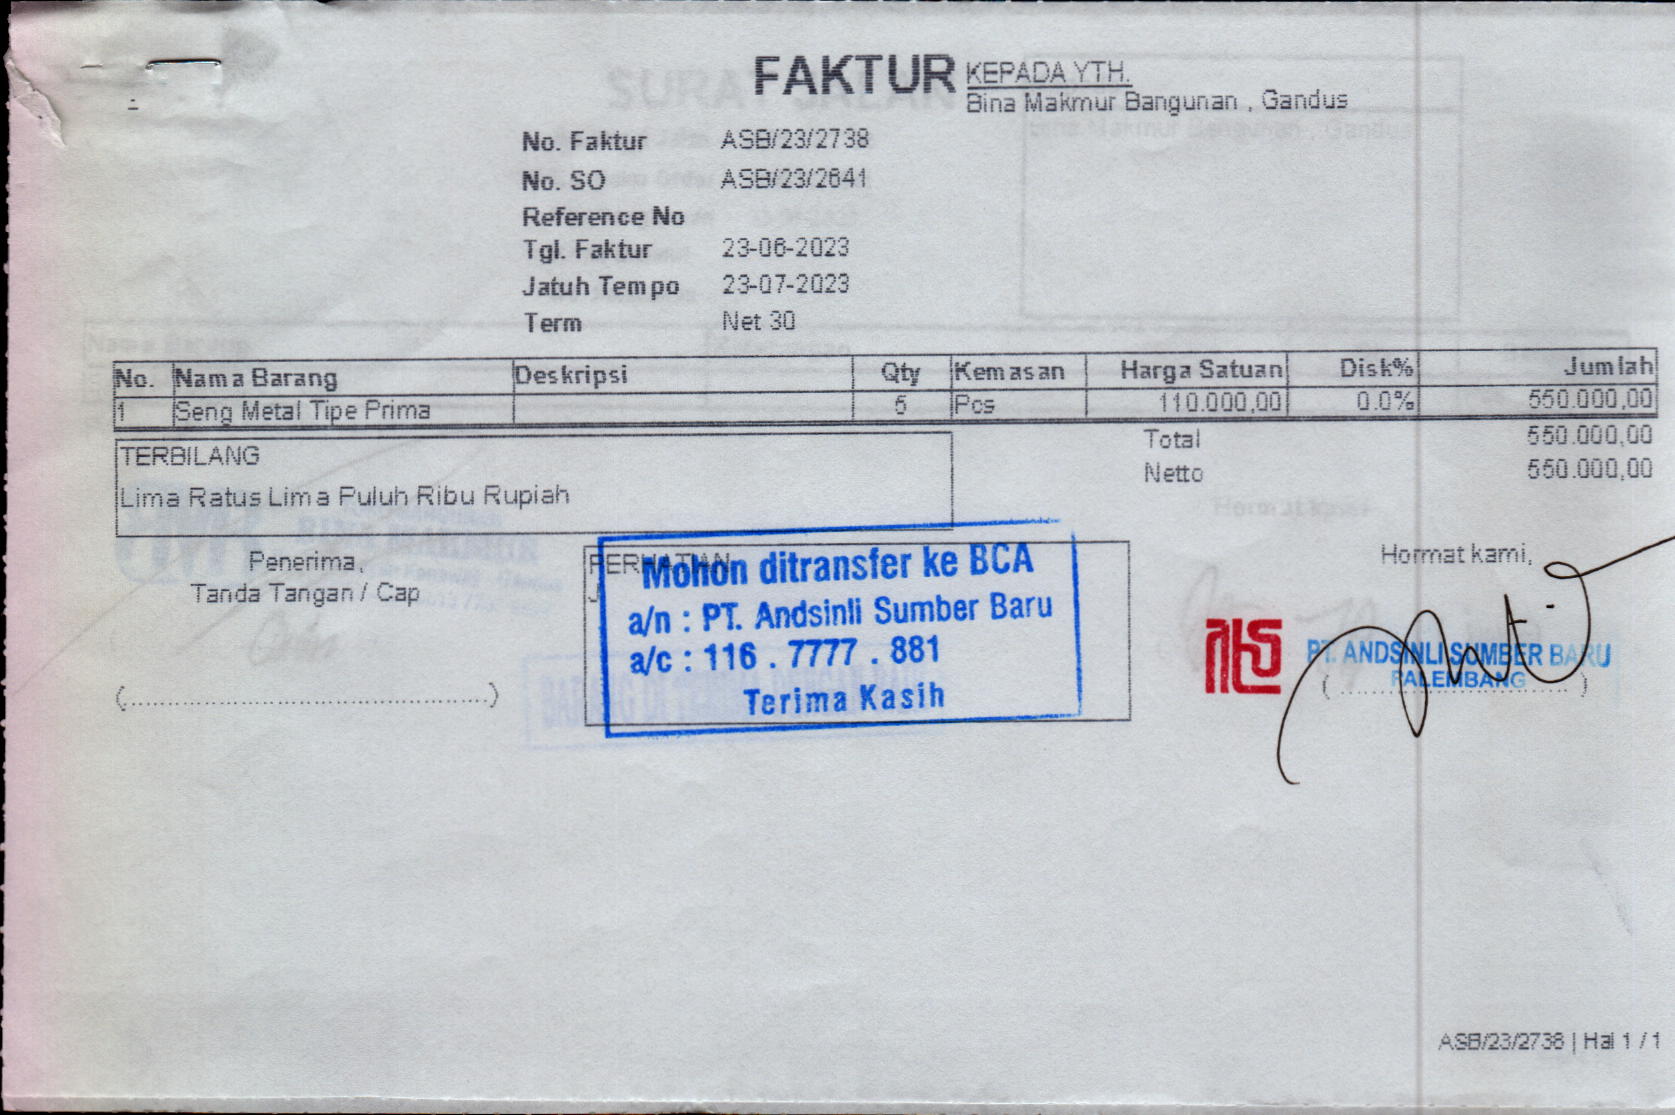 FAKTUR
KEPADA YTH.
Bina Makmur Bangunan , Gandus
No. Faktur ASB/23/2738
No. SO ASB/23/2641
Reference No
Tgl. Faktur 23-06-2023
Jatuh Tempo 23-07-2023
Term Net 30
No. Nama Barang Deskripsi Qty Kemasan Harga Satuan Disk% Jumlah
1 Seng Metal Tipe Prima 5 Pcs 110.000,00 0.0% 550.000,00
Total 550.000,00
Netto 550.000,00
TERBILANG
Lima Ratus Lima Puluh Ribu Rupiah
Penerima,
Tanda Tangan / Cap
(................................................)
PERHATIAN
Mohon ditransfer ke BCA
a/n : PT. Andsinli Sumber Baru
a/c : 116 . 7777 . 881
Terima Kasih
Hormat kami,
PT. ANDSINLI SUMBER BARU
PALEMBANG
(................................)
ASB/23/2738 | Hal 1 / 1